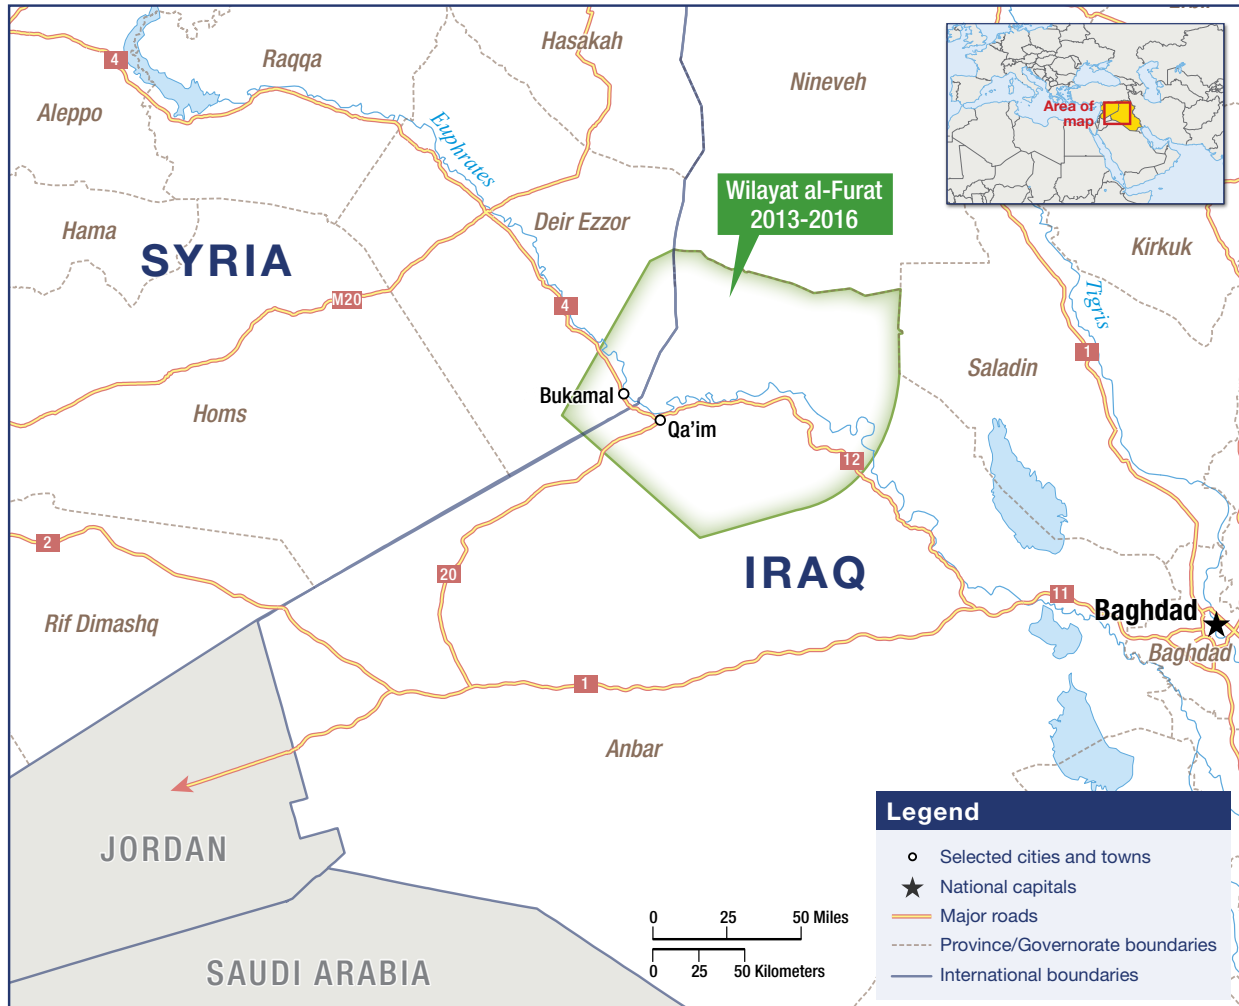 4
Raqqa
Hasakah
Nineveh
Aleppo
Euphrates
Area of
map
Wilayat al-Furat
2013-2016
Hama
SYRIA
Deir Ezzor
Kirkuk
M20
4
Tigris
1
Saladin
Bukamal
Homs
Qa'im
12
2
20
IRAQ
11
Baghdad
Rif Dimashq
Baghdad
1
Anbar
JORDAN
SAUDI ARABIA
0 25 50 Miles
0 25 50 Kilometers
Legend
Selected cities and towns
National capitals
Major roads
Province/Governorate boundaries
International boundaries